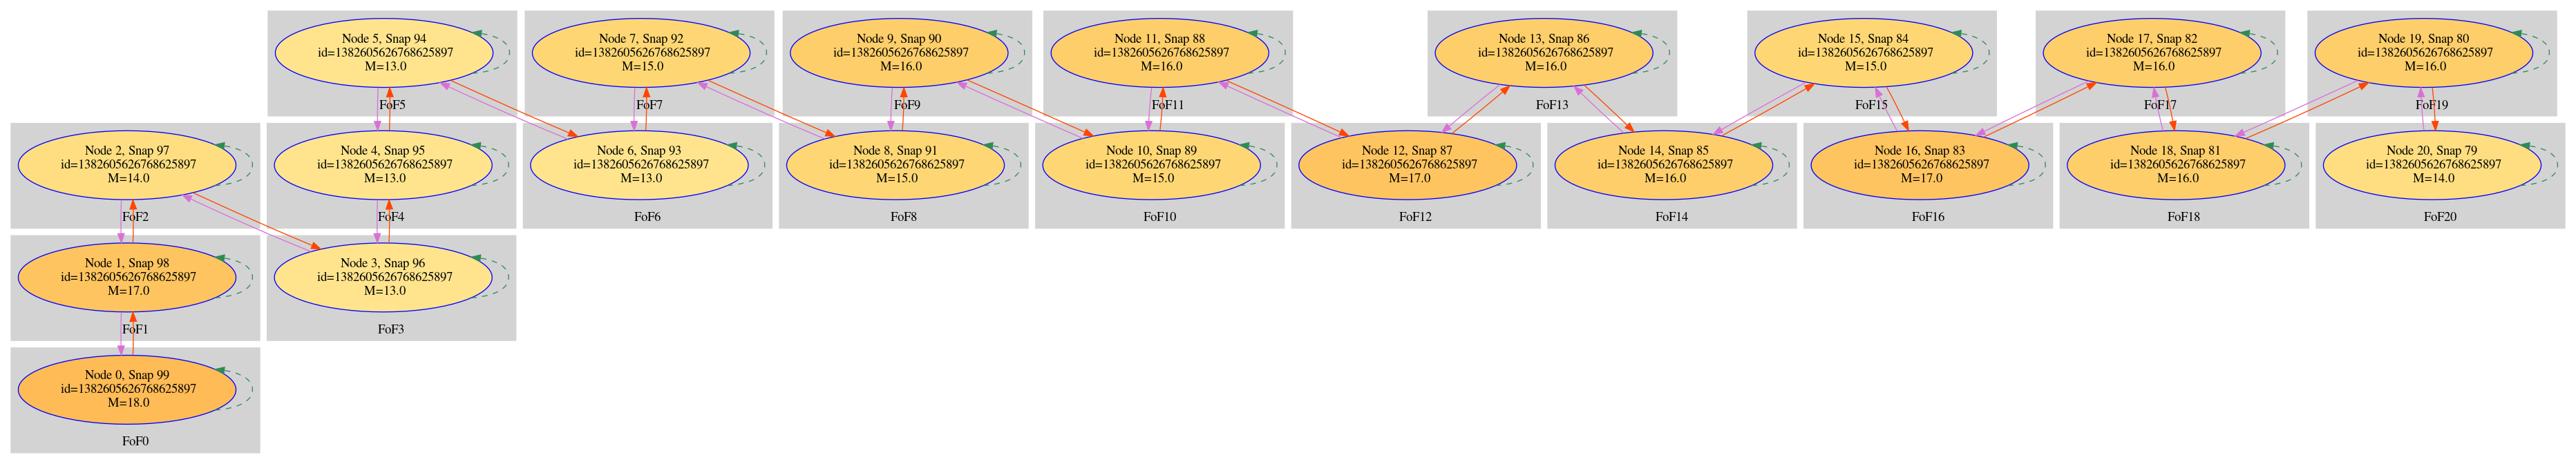 Node 5, Snap 94
id=1382605626768625897
M=13.0
FoF5
Node 7, Snap 92
id=1382605626768625897
M=15.0
FoF7
Node 9, Snap 90
id=1382605626768625897
M=16.0
FoF9
Node 11, Snap 88
id=1382605626768625897
M=16.0
FoF11
Node 13, Snap 86
id=1382605626768625897
M=16.0
FoF13
Node 15, Snap 84
id=1382605626768625897
M=15.0
FoF15
Node 17, Snap 82
id=1382605626768625897
M=16.0
FoF17
Node 19, Snap 80
id=1382605626768625897
M=16.0
FoF19
Node 2, Snap 97
id=1382605626768625897
M=14.0
FoF2
Node 4, Snap 95
id=1382605626768625897
M=13.0
FoF4
Node 6, Snap 93
id=1382605626768625897
M=13.0
FoF6
Node 8, Snap 91
id=1382605626768625897
M=15.0
FoF8
Node 10, Snap 89
id=1382605626768625897
M=15.0
FoF10
Node 12, Snap 87
id=1382605626768625897
M=17.0
FoF12
Node 14, Snap 85
id=1382605626768625897
M=16.0
FoF14
Node 16, Snap 83
id=1382605626768625897
M=17.0
FoF16
Node 18, Snap 81
id=1382605626768625897
M=16.0
FoF18
Node 20, Snap 79
id=1382605626768625897
M=14.0
FoF20
Node 1, Snap 98
id=1382605626768625897
M=17.0
FoF1
Node 3, Snap 96
id=1382605626768625897
M=13.0
FoF3
Node 0, Snap 99
id=1382605626768625897
M=18.0
FoF0